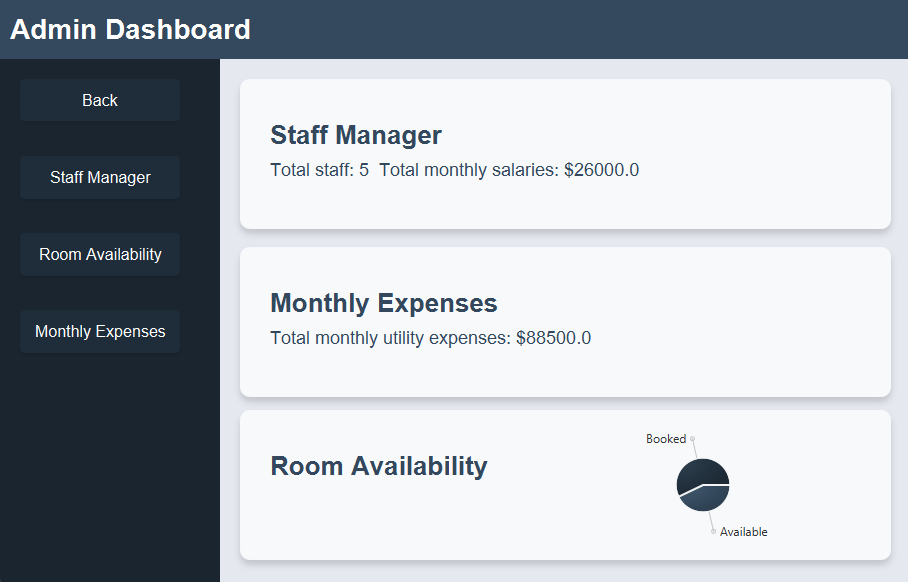 Admin Dashboard
Back
Staff Manager
Room Availability
Monthly Expenses
Staff Manager
Total staff: 5  Total monthly salaries: $26000.0
Monthly Expenses
Total monthly utility expenses: $88500.0
Room Availability
Booked
Available